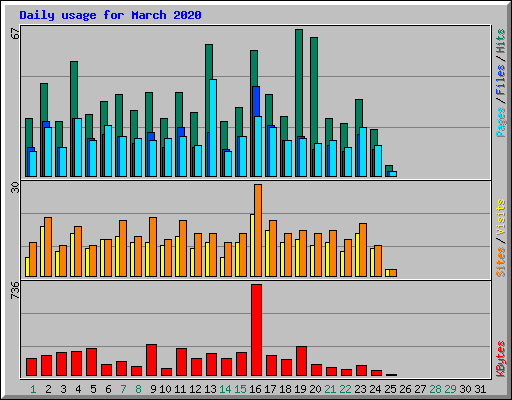 Daily usage for March 2020
67
Pages / Files / Hits
30
Sites / Visits
736
KBytes
1 2 3 4 5 6 7 8 9 10 11 12 13 14 15 16 17 18 19 20 21 22 23 24 25 26 27 28 29 30 31